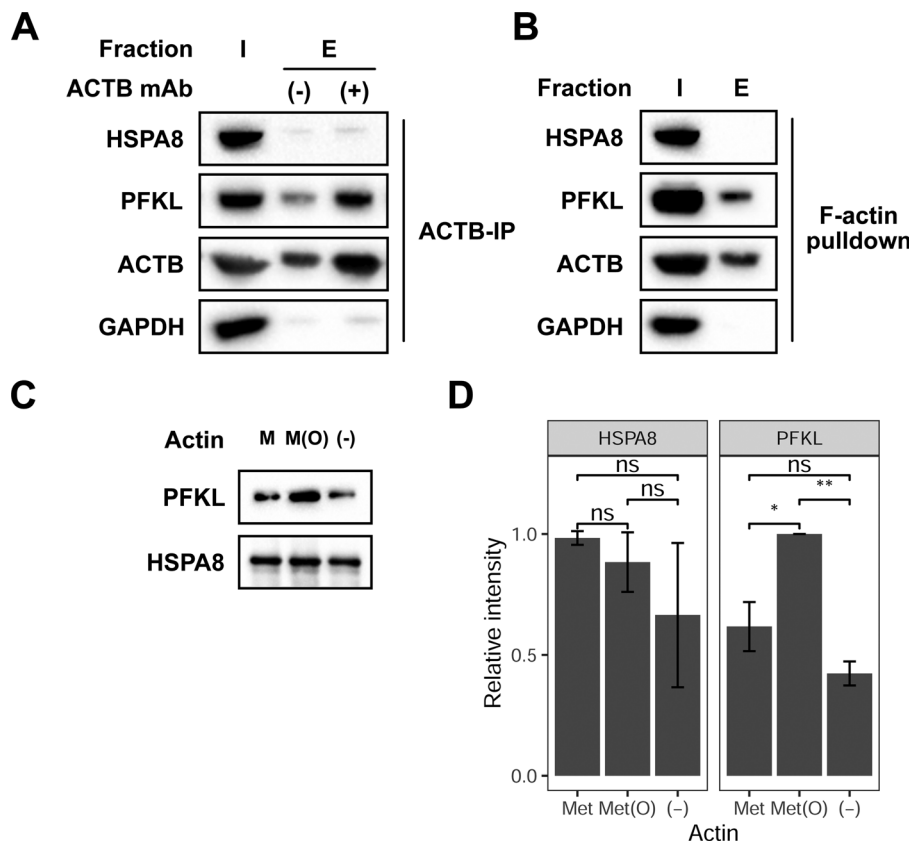 A
Fraction I E
ACTB mAb (-) (+)
HSPA8
PFKL
ACTB
GAPDH
ACTB-IP
B
Fraction I E
HSPA8
PFKL
ACTB
GAPDH
F-actin
pulldown
C
Actin M M(O) (-)
PFKL
HSPA8
D
HSPA8 PFKL
ns ns
ns ns * **
Relative intensity
1.0
0.5
0.0
Met Met(O) (−) Met Met(O) (−)
Actin